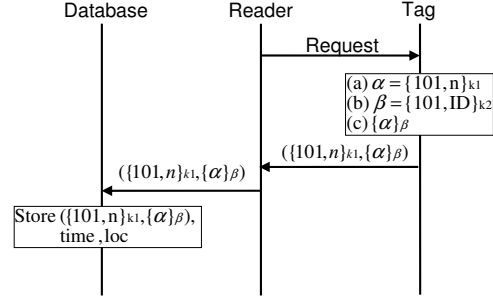 Database Reader Tag
Request
(a) α = {101, n}k1
(b) β = {101, ID}k2
(c) {α}β
({101, n}k1, {α}β)
({101, n}k1, {α}β)
Store ({101, n}k1, {α}β),
time , loc